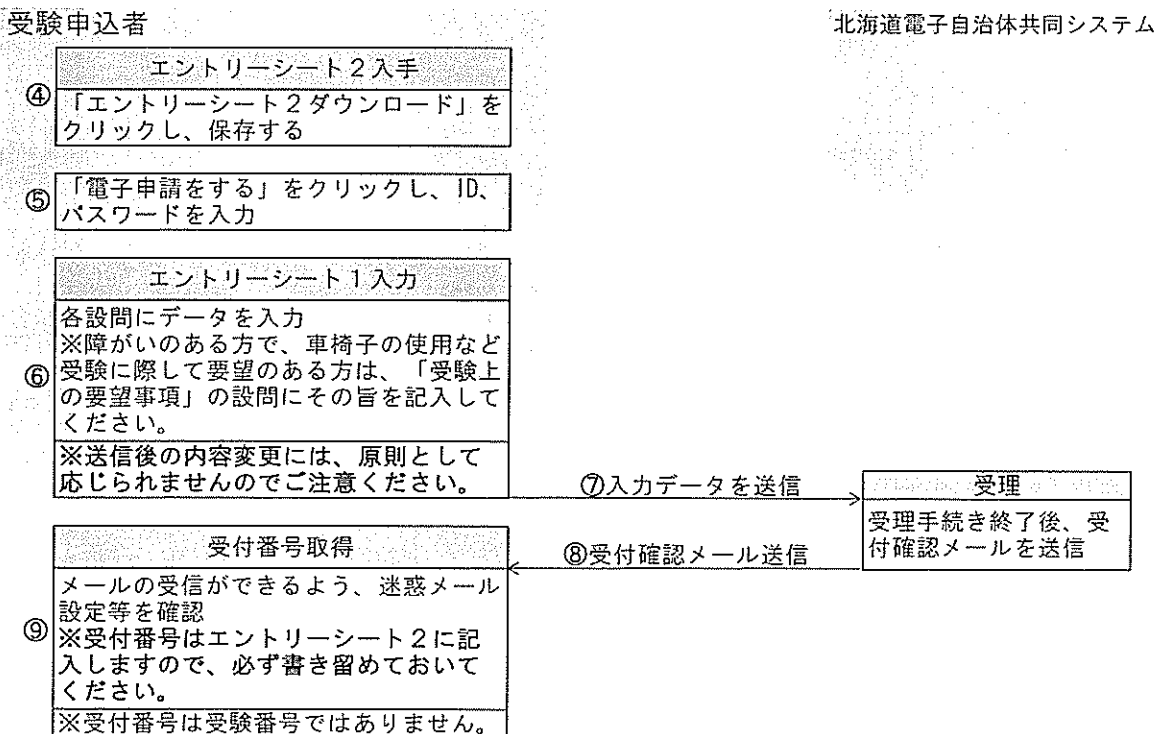 受験申込者
北海道電子自治体共同システム
④
エントリーシート２入手
「エントリーシート２ダウンロード」を
クリックし、保存する
⑤
「電子申請をする」をクリックし、ID、
パスワードを入力
エントリーシート１入力
⑥
各設問にデータを入力
※障がいのある方で、車椅子の使用など
受験に際して要望のある方は、「受験上
の要望事項」の設問にその旨を記入して
ください。
※送信後の内容変更には、原則として
応じられませんのでご注意ください。
⑦入力データを送信
受理
受理手続き終了後、受
付確認メールを送信
⑧受付確認メール送信
受付番号取得
⑨
メールの受信ができるよう、迷惑メール
設定等を確認
※受付番号はエントリーシート２に記
入しますので、必ず書き留めておいて
ください。
※受付番号は受験番号ではありません。